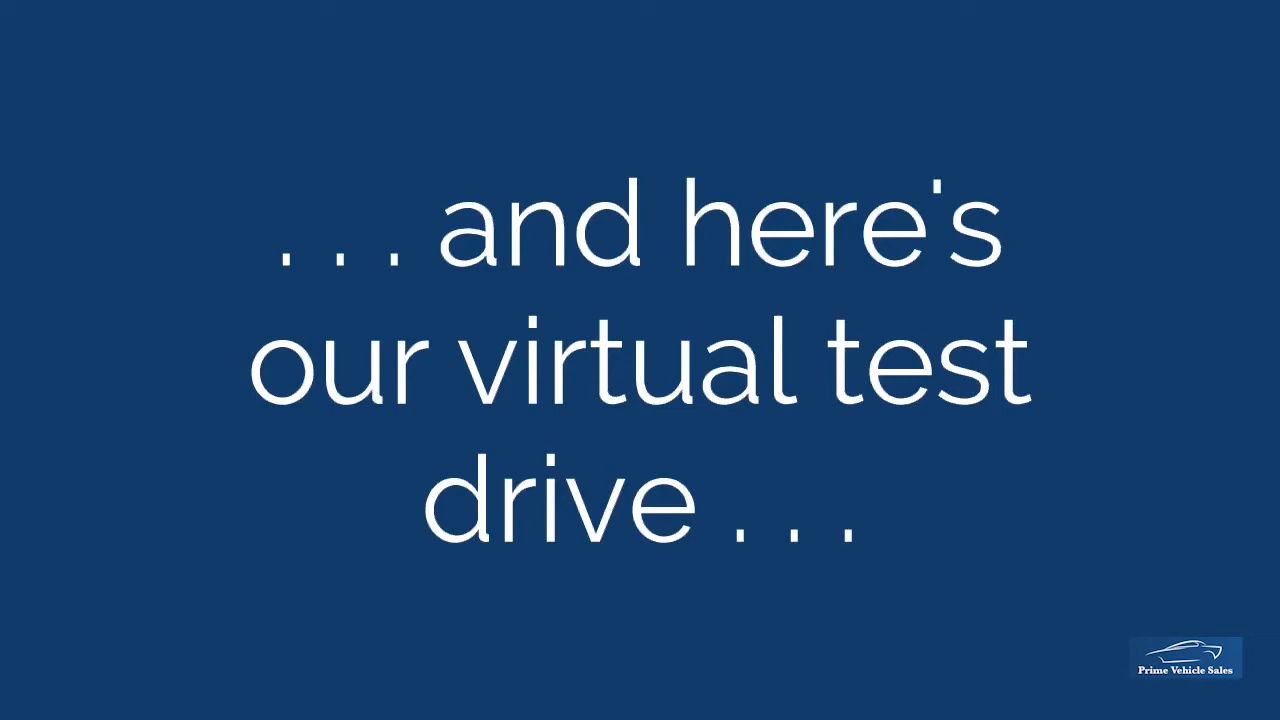 . . . and here's
our virtual test
drive . . .
Prime Vehicle Sales